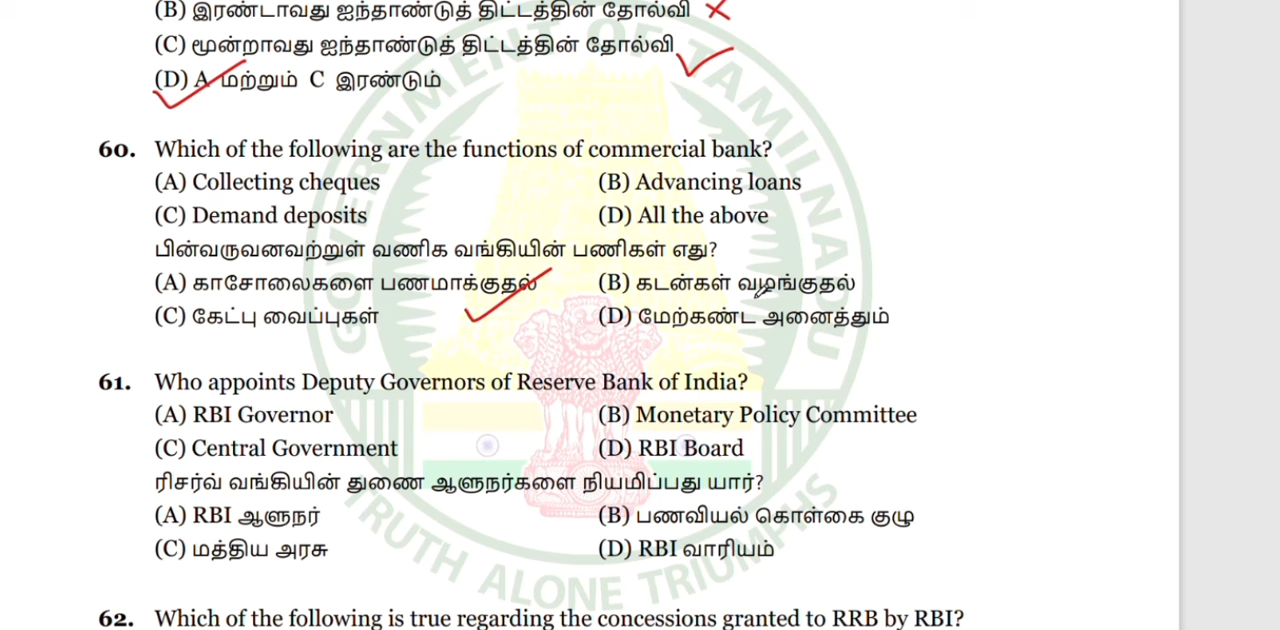 (B) இரண்டாவது ஐந்தாண்டுத் திட்டத்தின் தோல்வி
(C) மூன்றாவது ஐந்தாண்டுத் திட்டத்தின் தோல்வி
(D) A மற்றும் C இரண்டும்
60. Which of the following are the functions of commercial bank?
(A) Collecting cheques (B) Advancing loans
(C) Demand deposits (D) All the above
பின்வருவனவற்றுள் வணிக வங்கியின் பணிகள் எது?
(A) காசோலைகளை பணமாக்குதல் (B) கடன்கள் வழங்குதல்
(C) கேட்பு வைப்புகள் (D) மேற்கண்ட அனைத்தும்
61. Who appoints Deputy Governors of Reserve Bank of India?
(A) RBI Governor (B) Monetary Policy Committee
(C) Central Government (D) RBI Board
ரிசர்வ் வங்கியின் துணை ஆளுநர்களை நியமிப்பது யார்?
(A) RBI ஆளுநர் (B) பணவியல் கொள்கை குழு
(C) மத்திய அரசு (D) RBI வாரியம்
62. Which of the following is true regarding the concessions granted to RRB by RBI?
GOVERNMENT OF TAMILNADU
TRUTH ALONE TRIUMPHS